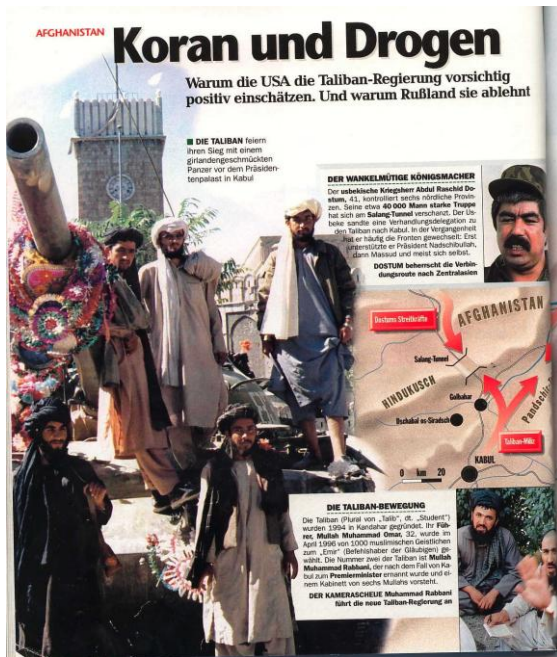 AFGHANISTAN
Koran und Drogen
Warum die USA die Taliban-Regierung vorsichtig
positiv einschätzen. Und warum Rußland sie ablehnt
■ DIE TALIBAN feiern
ihren Sieg mit einem
girlandengeschmückten
Panzer vor dem Präsiden-
tenpalast in Kabul
DER WANKELMÜTIGE KÖNIGSMACHER
Der usbekische Kriegsherr Abdul Raschid Do-
stum, 41, kontrolliert sechs nördliche Provin-
zen. Seine etwa 40 000 Mann starke Truppe
hat sich am Salang-Tunnel verschanzt. Der Us-
beke sandte eine Verhandlungsdelegation zu
den Taliban nach Kabul. In der Vergangenheit
hat er häufig die Fronten gewechselt: Erst
unterstützte er Präsident Nadschibullah,
dann Massud und meist sich selbst.
DOSTUM beherrscht die Verbin-
dungsroute nach Zentralasien
AFGHANISTAN
Dostums Streitkräfte
Salang-Tunnel
HINDUKUSCH
Golbahar
Pandschi
Dschabal os-Siradsch
Taliban-Miliz
KABUL
0 km 20
DIE TALIBAN-BEWEGUNG
Die Taliban (Plural von „Talib“, dt. „Student“)
wurden 1994 in Kandahar gegründet. Ihr Füh-
rer, Mullah Muhammad Omar, 32, wurde im
April 1996 von 1000 muslimischen Geistlichen
zum „Emir“ (Befehlshaber der Gläubigen) ge-
wählt. Die Nummer zwei der Taliban ist Mullah
Muhammad Rabbani, der nach dem Fall von Ka-
bul zum Premierminister ernannt wurde und ei-
nem Kabinett von sechs Mullahs vorsteht.
DER KAMERASCHEUE Muhammad Rabbani
führt die neue Taliban-Regierung an